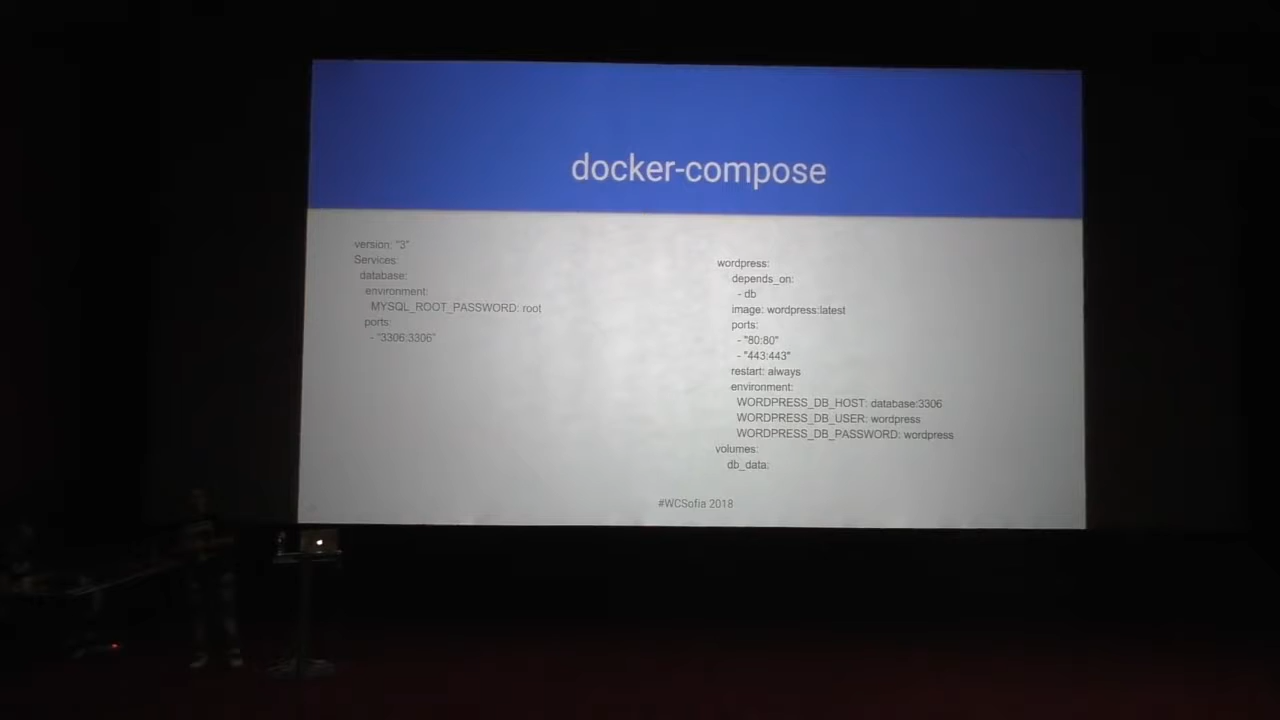 docker-compose
version: "3"
Services:
database:
environment:
MYSQL_ROOT_PASSWORD: root
ports:
- "3306:3306"
wordpress:
depends_on:
- db
image: wordpress:latest
ports:
- "80:80"
- "443:443"
restart: always
environment:
WORDPRESS_DB_HOST: database:3306
WORDPRESS_DB_USER: wordpress
WORDPRESS_DB_PASSWORD: wordpress
volumes:
db_data:
#WCSofia 2018